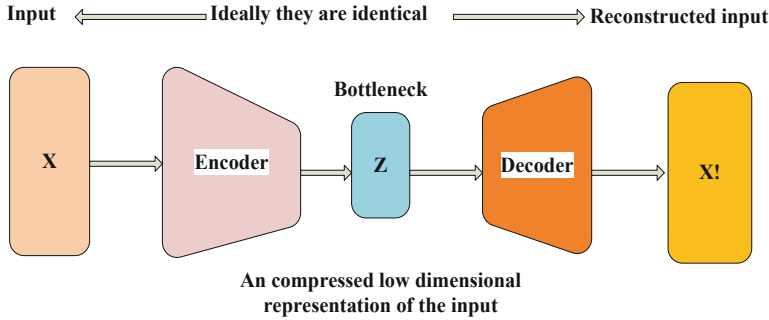 Input Ideally they are identical Reconstructed input
Bottleneck
X Encoder Z Decoder X!
An compressed low dimensional
representation of the input